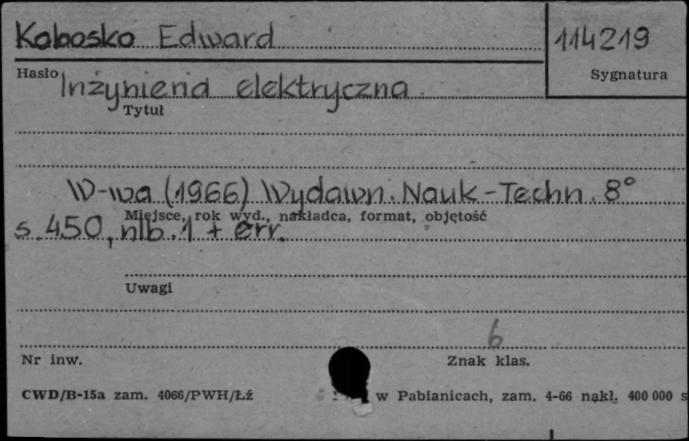 Kobosko Edward 114219
Hasło Sygnatura
Inżynieria elektryczna
Tytuł
W-wa (1966) Wydawn. Nauk-Techn. 8°
Miejsce, rok wyd., nakładca, format, objętość
s. 450, nlb. 1 + err.
Uwagi
6
Nr inw. Znak klas.
CWD/B-15a zam. 4066/PWH/Łź w Pabianicach, zam. 4-66 nakł. 400 000 s